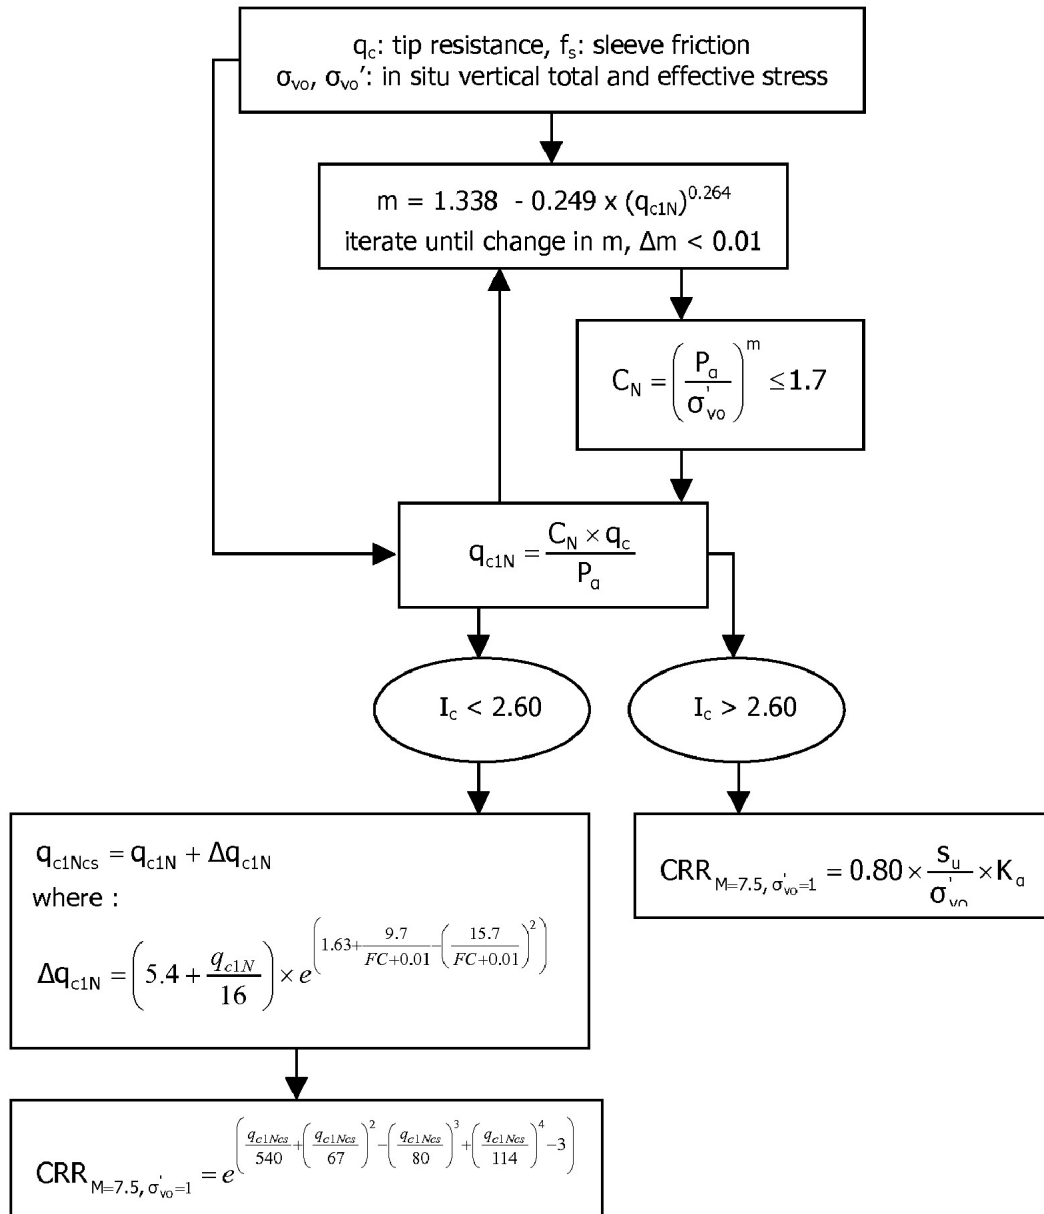 q_c: tip resistance, f_s: sleeve friction
σ_vo, σ_vo': in situ vertical total and effective stress
m = 1.338 - 0.249 x (q_c1N)^0.264
iterate until change in m, Δm < 0.01
C_N = (P_a / σ'_vo)^m ≤ 1.7
q_c1N = (C_N × q_c) / P_a
I_c < 2.60
I_c > 2.60
q_c1Ncs = q_c1N + Δq_c1N
where :
Δq_c1N = (5.4 + q_c1N / 16) × e^(1.63 + 9.7 / (FC+0.01) - (15.7 / (FC+0.01))^2)
CRR_M=7.5, σ'_vo=1 = 0.80 × s_u / σ'_vo × K_α
CRR_M=7.5, σ'_vo=1 = e^(q_c1Ncs / 540 + (q_c1Ncs / 67)^2 - (q_c1Ncs / 80)^3 + (q_c1Ncs / 114)^4 - 3)